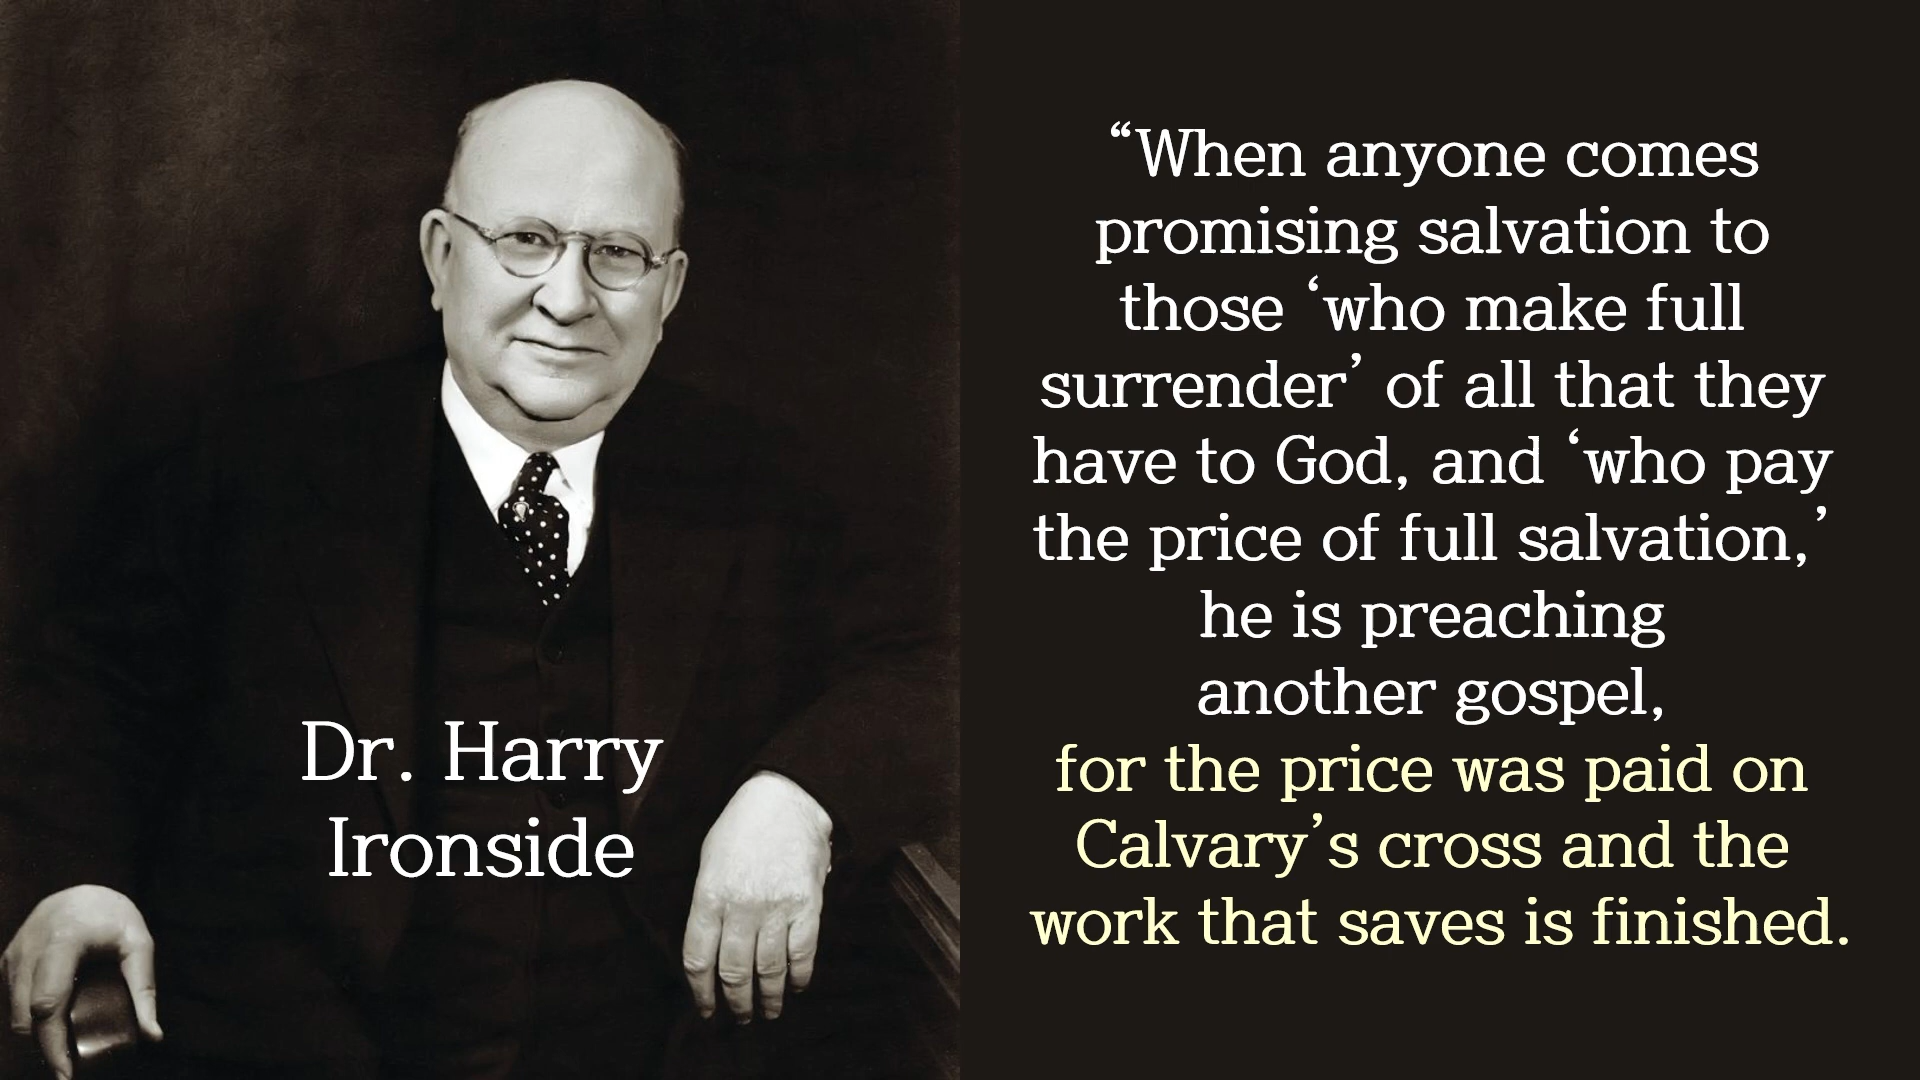 Dr. Harry
Ironside
“When anyone comes
promising salvation to
those ‘who make full
surrender’ of all that they
have to God, and ‘who pay
the price of full salvation,’
he is preaching
another gospel,
for the price was paid on
Calvary’s cross and the
work that saves is finished.